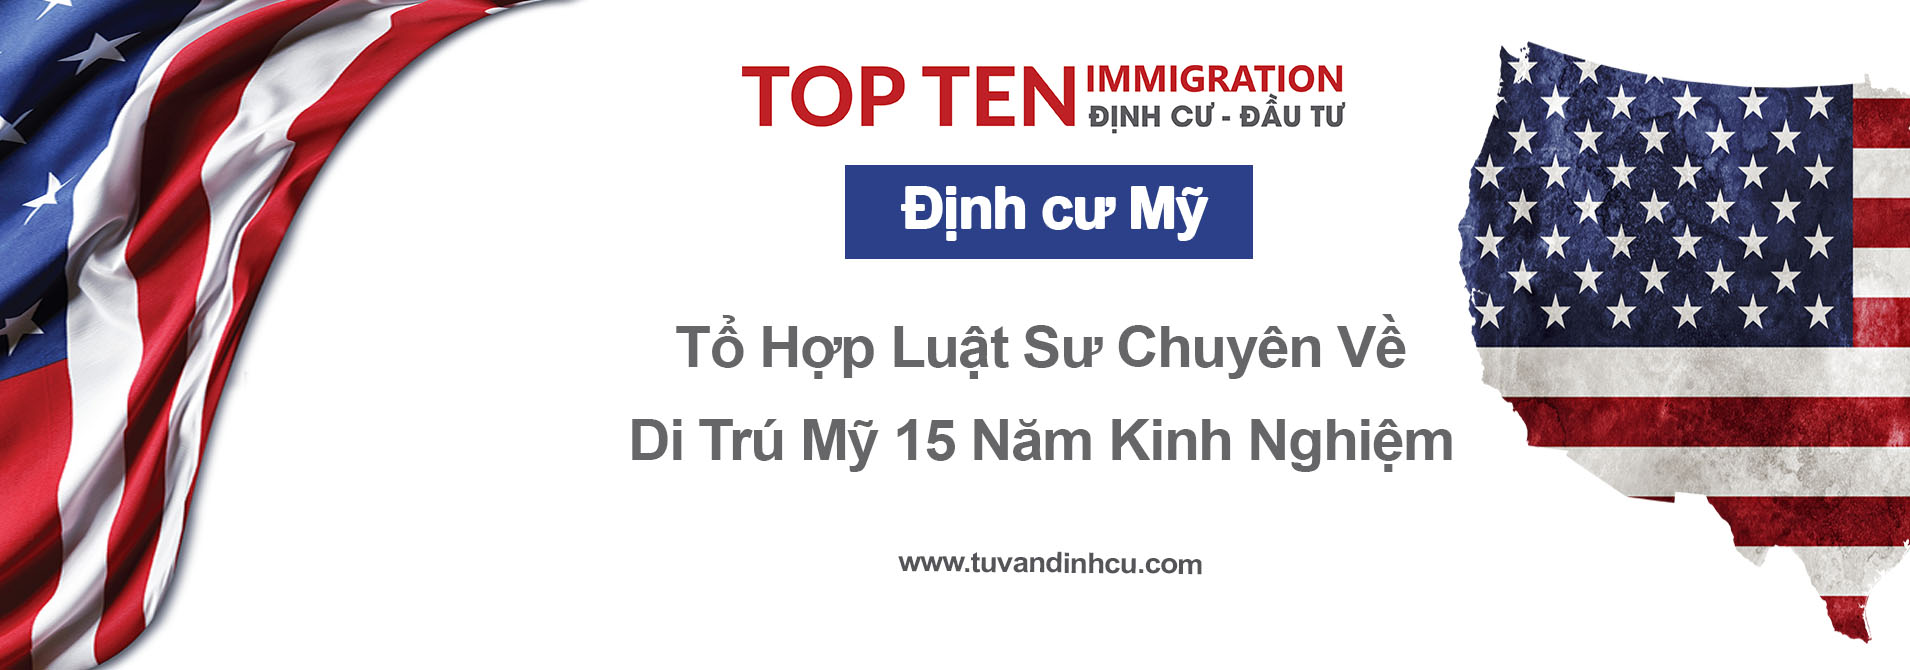 TOP TEN IMMIGRATION
ĐỊNH CƯ - ĐẦU TƯ
Định cư Mỹ
Tổ Hợp Luật Sư Chuyên Về
Di Trú Mỹ 15 Năm Kinh Nghiệm
www.tuvandinhcu.com